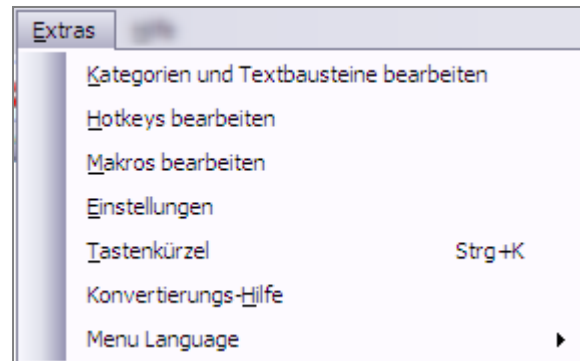 Extras
Kategorien und Textbausteine bearbeiten
Hotkeys bearbeiten
Makros bearbeiten
Einstellungen
Tastenkürzel Strg+K
Konvertierungs-Hilfe
Menu Language